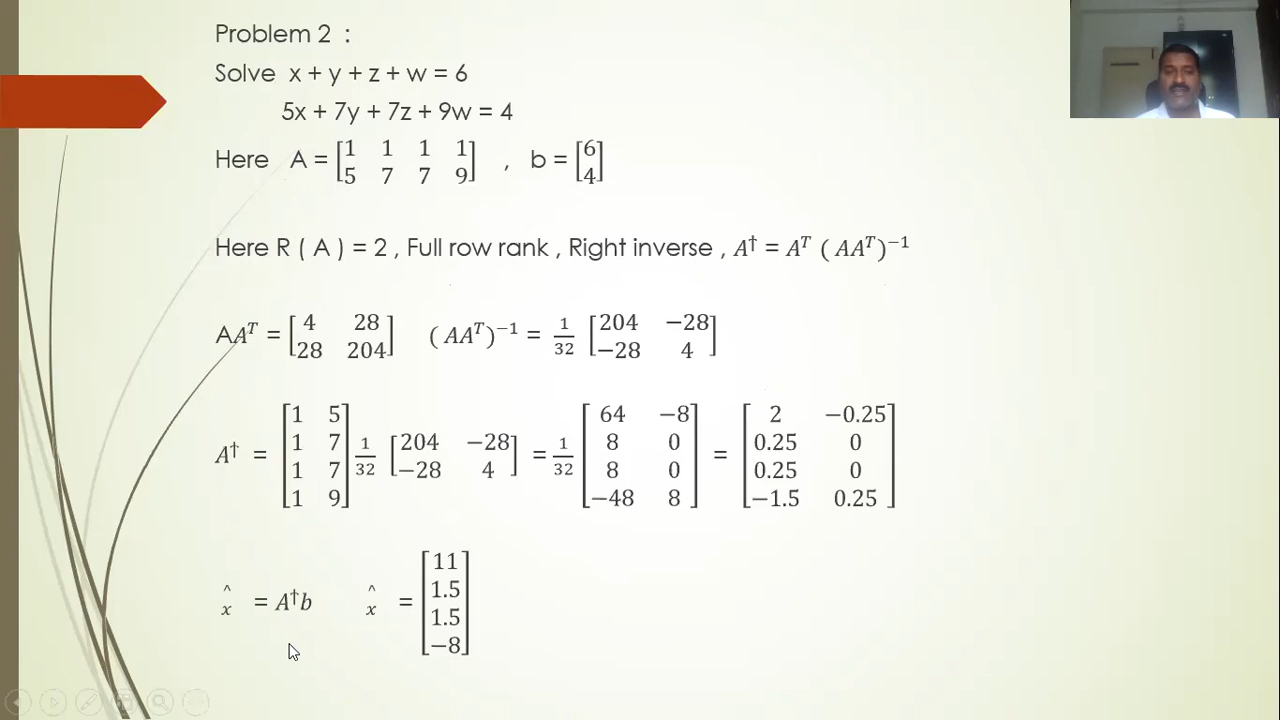 Problem 2 :
Solve x + y + z + w = 6
5x + 7y + 7z + 9w = 4
Here A = [1 1 1 1; 5 7 7 9] , b = [6; 4]
Here R ( A ) = 2 , Full row rank , Right inverse , A† = Aᵀ ( AAᵀ)⁻¹
AAᵀ = [4 28; 28 204] ( AAᵀ)⁻¹ = 1/32 [204 −28; −28 4]
A† = [1 5; 1 7; 1 7; 1 9] 1/32 [204 −28; −28 4] = 1/32 [64 −8; 8 0; 8 0; −48 8] = [2 −0.25; 0.25 0; 0.25 0; −1.5 0.25]
x̂ = A†b x̂ = [11; 1.5; 1.5; −8]